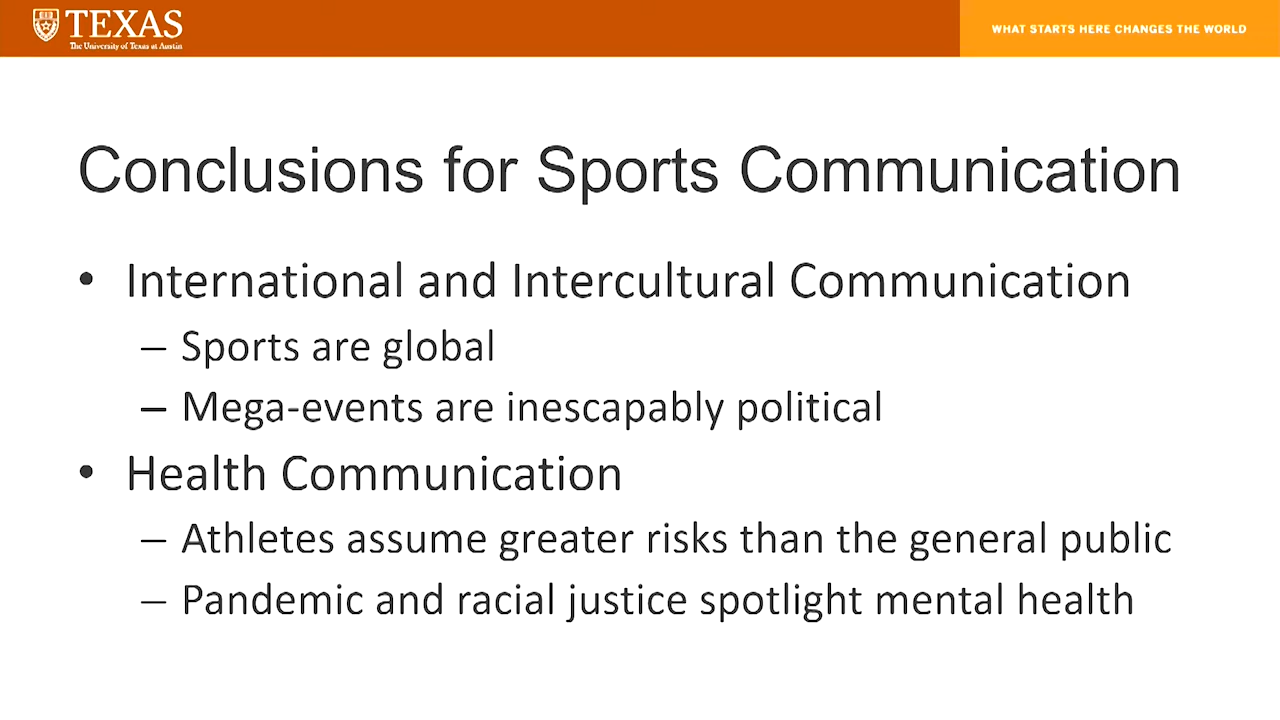 TEXAS
The University of Texas at Austin
WHAT STARTS HERE CHANGES THE WORLD
Conclusions for Sports Communication
• International and Intercultural Communication
– Sports are global
– Mega-events are inescapably political
• Health Communication
– Athletes assume greater risks than the general public
– Pandemic and racial justice spotlight mental health